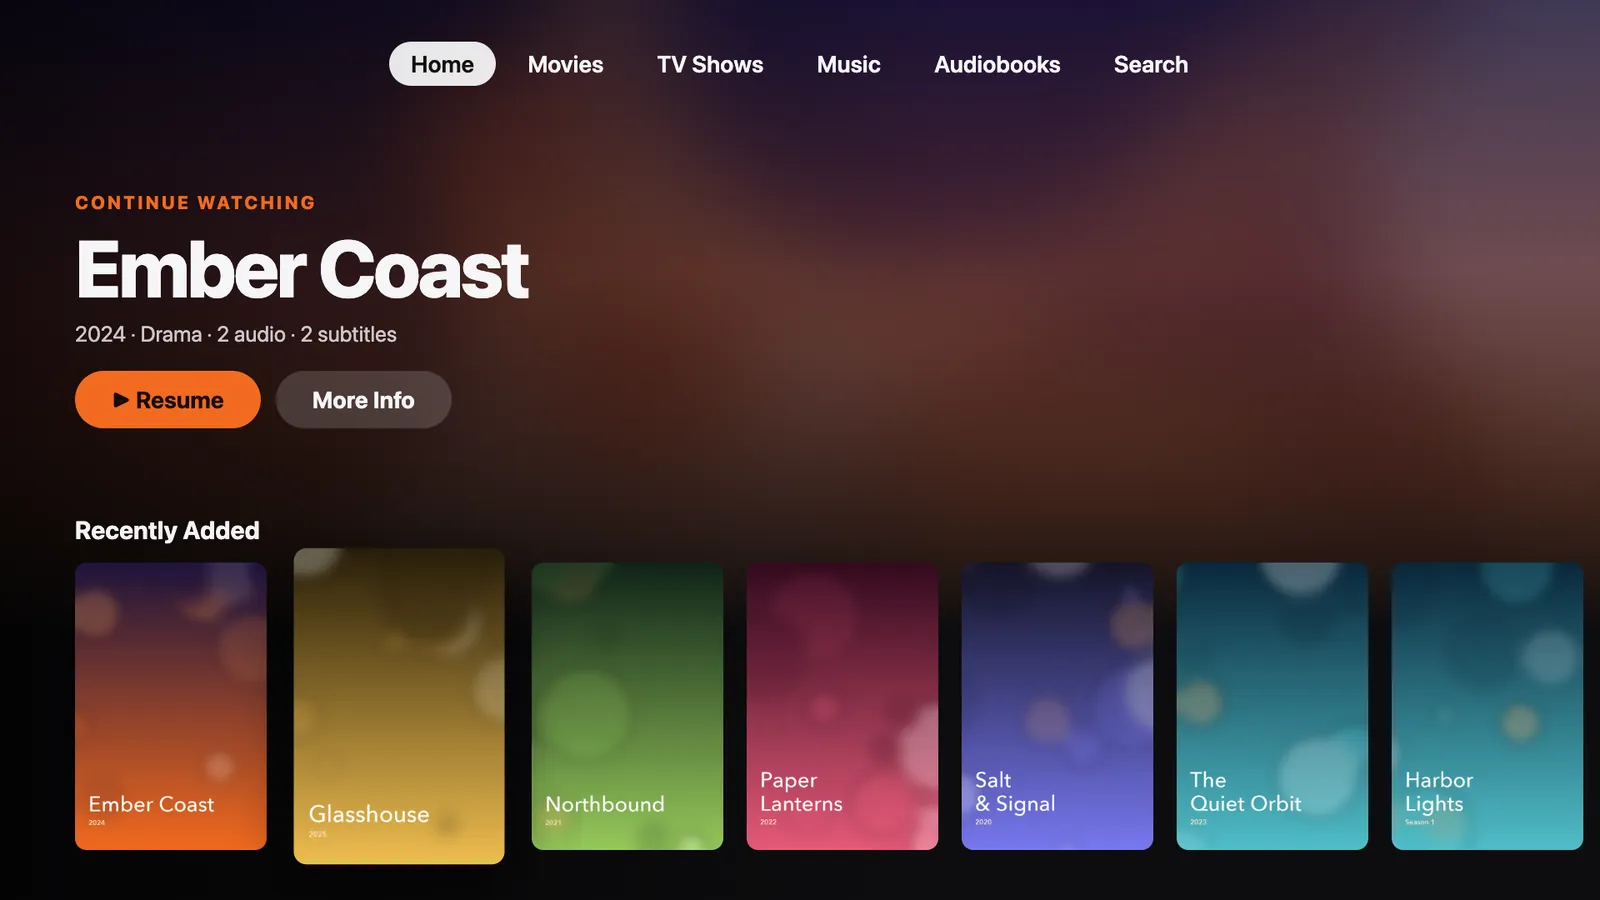 Home
Movies
TV Shows
Music
Audiobooks
Search
CONTINUE WATCHING
Ember Coast
2024 · Drama · 2 audio · 2 subtitles
▶ Resume
More Info
Recently Added
Ember Coast
2024
Glasshouse
2025
Northbound
2021
Paper
Lanterns
2022
Salt
& Signal
2020
The
Quiet Orbit
2023
Harbor
Lights
Season 1